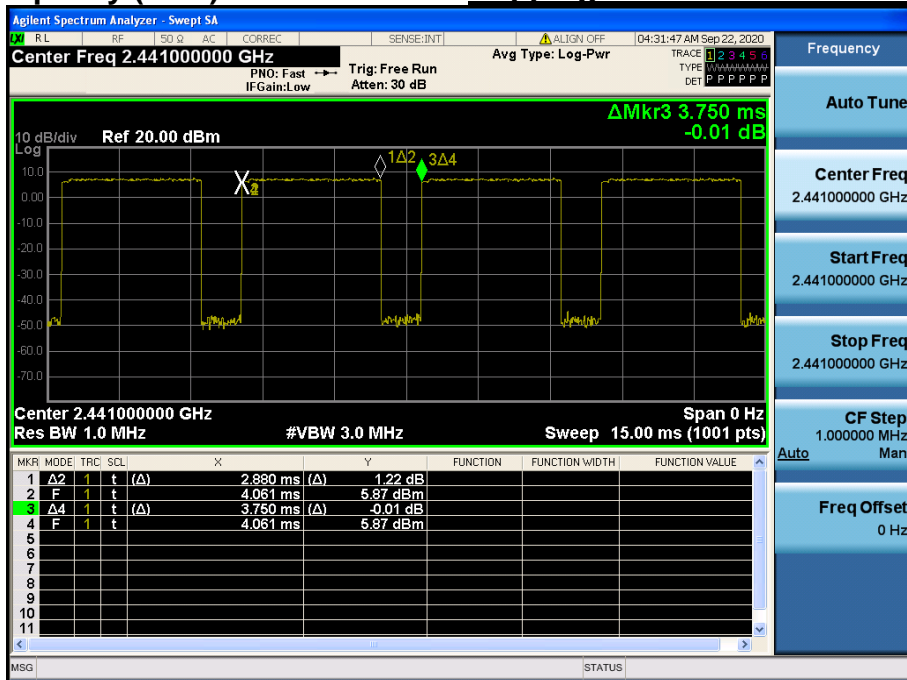 Agilent Spectrum Analyzer - Swept SA
LXI RL RF 50 Ω AC CORREC SENSE:INT ALIGN OFF 04:31:47 AM Sep 22, 2020
Center Freq 2.441000000 GHz
PNO: Fast
IFGain:Low
Trig: Free Run
Atten: 30 dB
Avg Type: Log-Pwr
TRACE 1 2 3 4 5 6
TYPE WWWWWW
DET P P P P P P
ΔMkr3 3.750 ms
-0.01 dB
10 dB/div Ref 20.00 dBm
Log
10.0
0.00
-10.0
-20.0
-30.0
-40.0
-50.0
-60.0
-70.0
1Δ2
3Δ4
Center 2.441000000 GHz Span 0 Hz
Res BW 1.0 MHz #VBW 3.0 MHz Sweep 15.00 ms (1001 pts)
MKR MODE TRC SCL X Y FUNCTION FUNCTION WIDTH FUNCTION VALUE
1 Δ2 1 t (Δ) 2.880 ms (Δ) 1.22 dB
2 F 1 t 4.061 ms 5.87 dBm
3 Δ4 1 t (Δ) 3.750 ms (Δ) -0.01 dB
4 F 1 t 4.061 ms 5.87 dBm
5
6
7
8
9
10
11
MSG STATUS
Frequency
Auto Tune
Center Freq
2.441000000 GHz
Start Freq
2.441000000 GHz
Stop Freq
2.441000000 GHz
CF Step
1.000000 MHz
Auto Man
Freq Offset
0 Hz